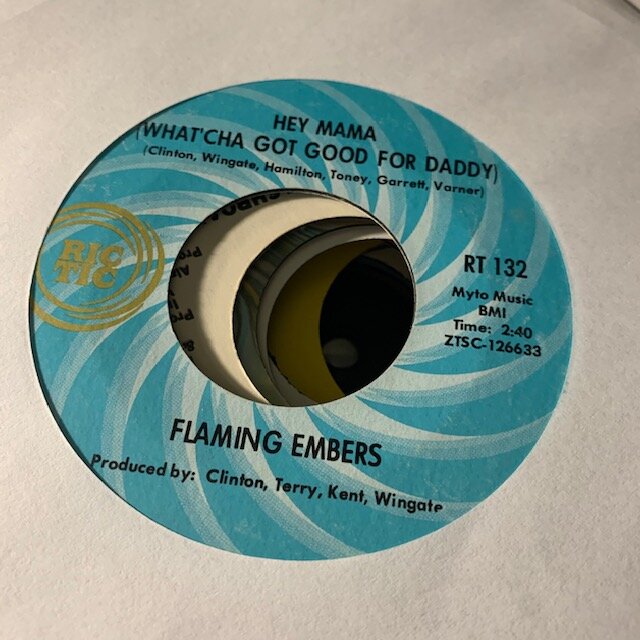 HEY MAMA
(WHAT'CHA GOT GOOD FOR DADDY)
(Clinton, Wingate, Hamilton, Toney, Garrett, Varner)
RIC
TIC
RT 132
Myto Music
BMI
Time: 2:40
ZTSC-126633
FLAMING EMBERS
Produced by: Clinton, Terry, Kent, Wingate